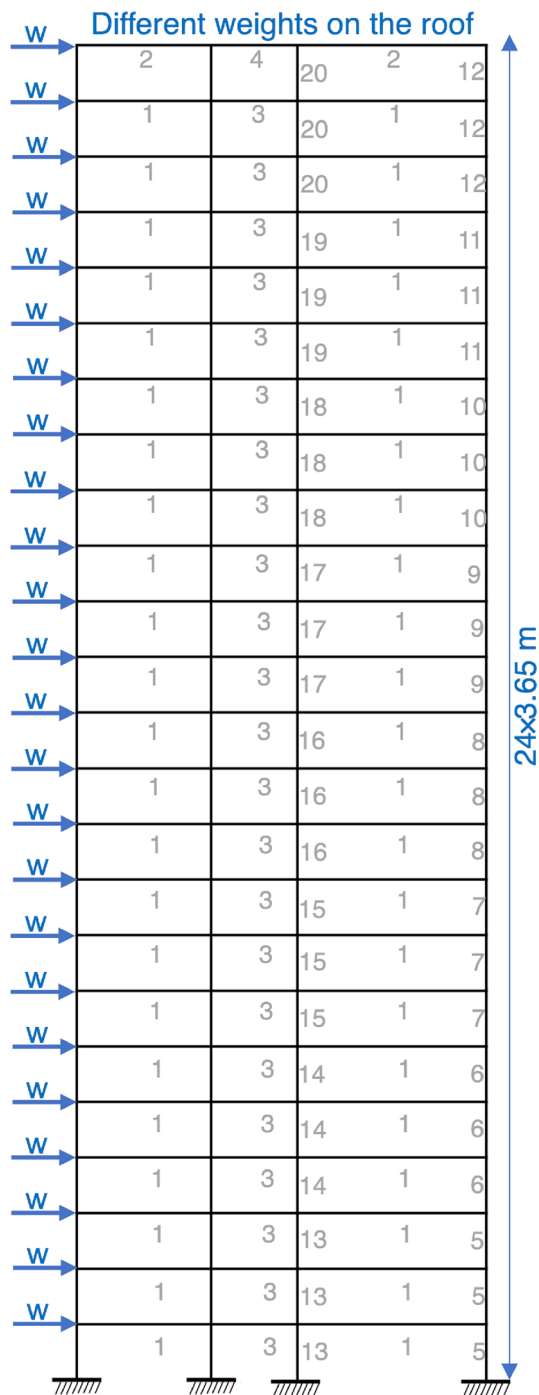 Different weights on the roof
W
2 4 20 2 12
W
1 3 20 1 12
W
1 3 20 1 12
W
1 3 19 1 11
W
1 3 19 1 11
W
1 3 19 1 11
W
1 3 18 1 10
W
1 3 18 1 10
W
1 3 18 1 10
W
1 3 17 1 9
W
1 3 17 1 9
W
1 3 17 1 9
W
1 3 16 1 8
W
1 3 16 1 8
W
1 3 16 1 8
W
1 3 15 1 7
W
1 3 15 1 7
W
1 3 15 1 7
W
1 3 14 1 6
W
1 3 14 1 6
W
1 3 14 1 6
W
1 3 13 1 5
W
1 3 13 1 5
W
1 3 13 1 5
24x3.65 m